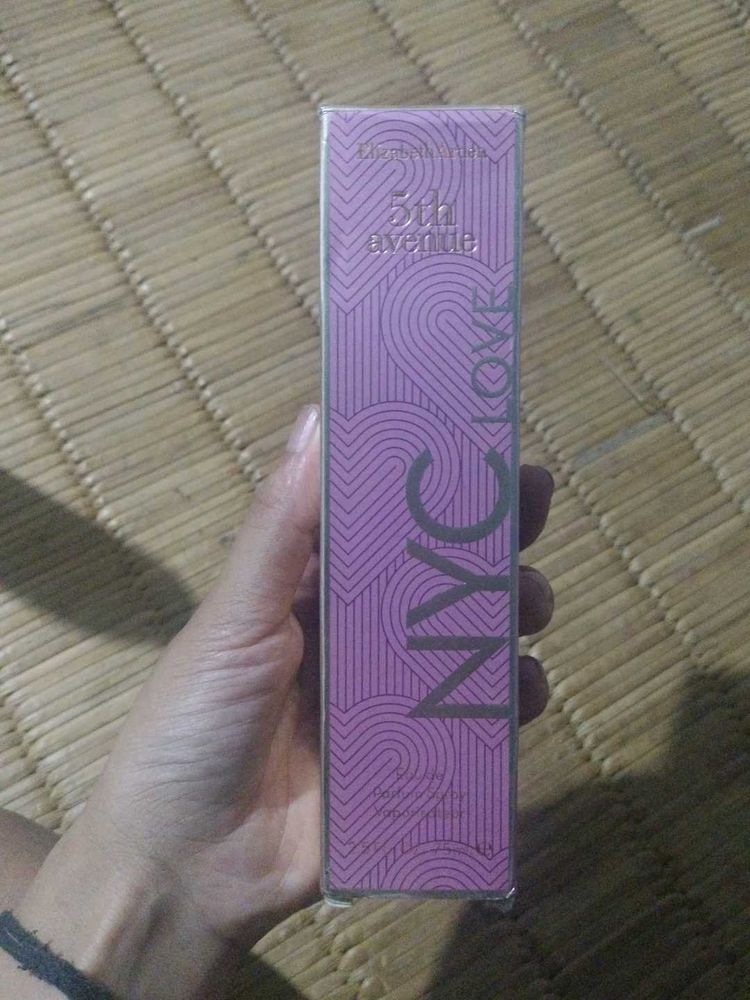 Elizabeth Arden
5th
avenue
NYC LOVE
Eau de
Parfum Spray
Vaporisateur